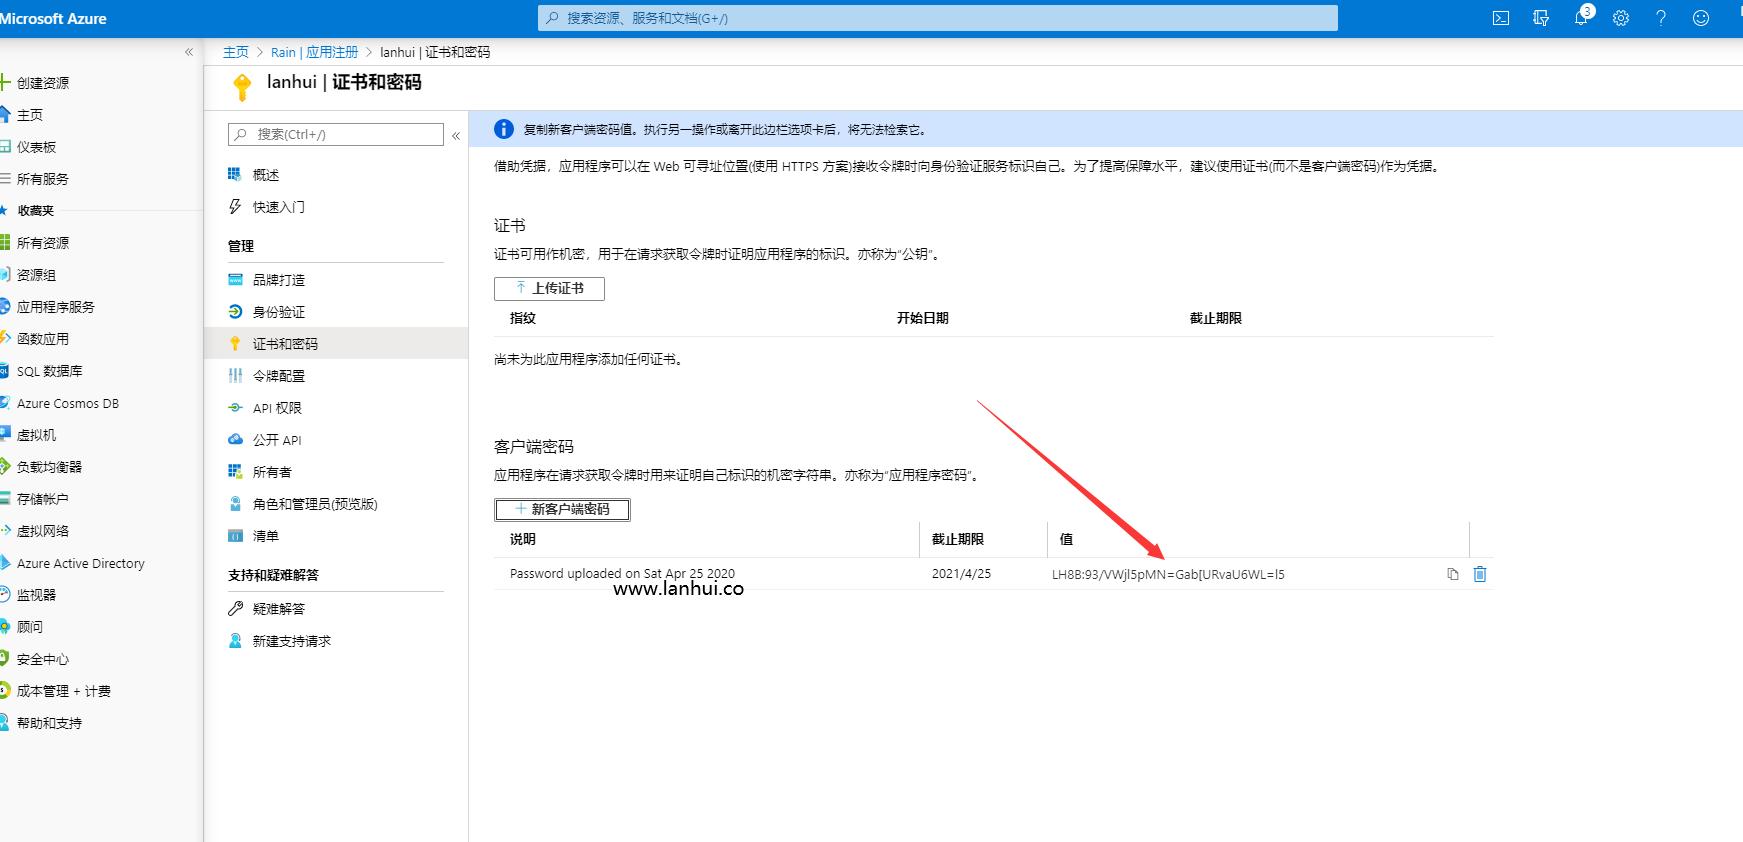 Microsoft Azure
搜索资源、服务和文档(G+/)
3
主页 > Rain | 应用注册 > lanhui | 证书和密码
lanhui | 证书和密码
创建资源
主页
仪表板
所有服务
收藏夹
所有资源
资源组
应用程序服务
函数应用
SQL 数据库
Azure Cosmos DB
虚拟机
负载均衡器
存储帐户
虚拟网络
Azure Active Directory
监视器
顾问
安全中心
成本管理 + 计费
帮助和支持
搜索(Ctrl+/)
概述
快速入门
管理
品牌打造
身份验证
证书和密码
令牌配置
API 权限
公开 API
所有者
角色和管理员(预览版)
清单
支持和疑难解答
疑难解答
新建支持请求
复制新客户端密码值。执行另一操作或离开此边栏选项卡后，将无法检索它。
借助凭据，应用程序可以在 Web 可寻址位置(使用 HTTPS 方案)接收令牌时向身份验证服务标识自己。为了提高保障水平，建议使用证书(而不是客户端密码)作为凭据。
证书
证书可用作机密，用于在请求获取令牌时证明应用程序的标识。亦称为“公钥”。
上传证书
指纹 开始日期 截止期限
尚未为此应用程序添加任何证书。
客户端密码
应用程序在请求获取令牌时用来证明自己标识的机密字符串。亦称为“应用程序密码”。
新客户端密码
说明 截止期限 值
Password uploaded on Sat Apr 25 2020 2021/4/25 LH8B:93/VWjl5pMN=Gab[URvaU6WL=l5
www.lanhui.co